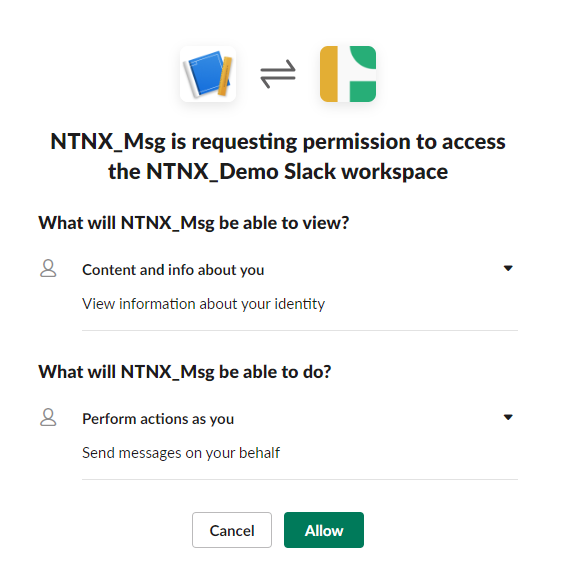 NTNX_Msg is requesting permission to access
the NTNX_Demo Slack workspace
What will NTNX_Msg be able to view?
Content and info about you
View information about your identity
What will NTNX_Msg be able to do?
Perform actions as you
Send messages on your behalf
Cancel Allow